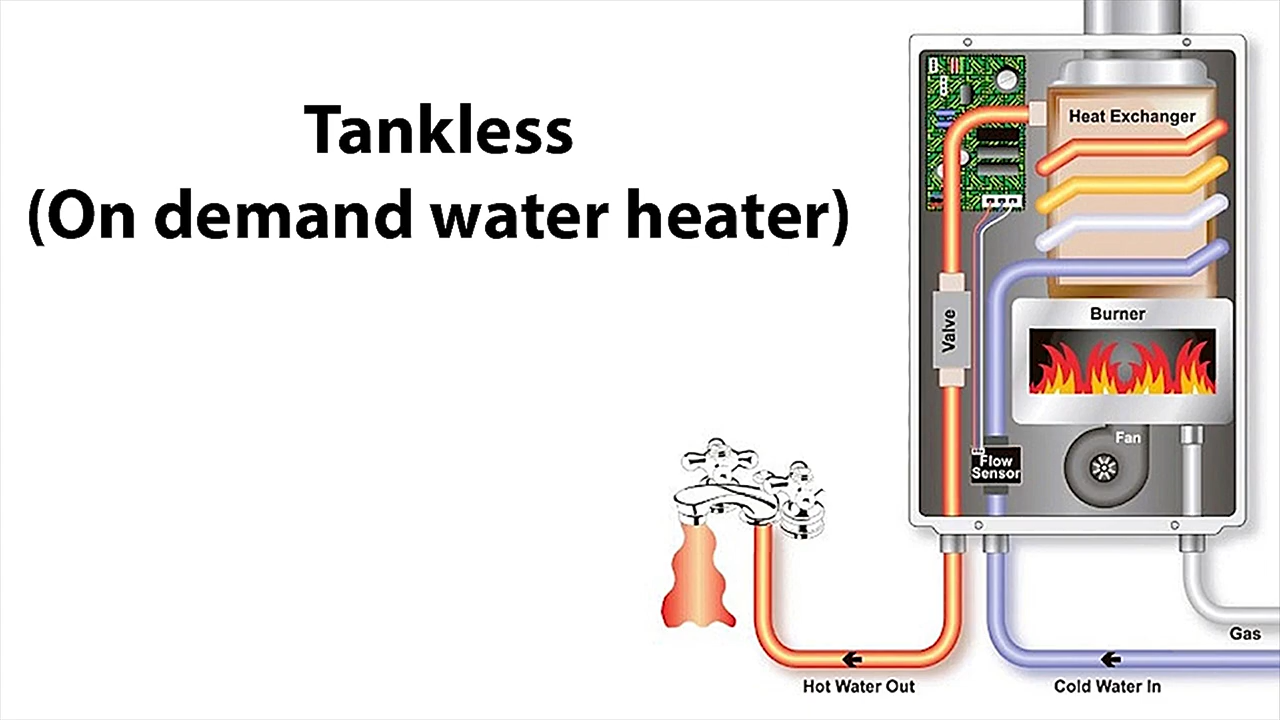 Tankless
(On demand water heater)
Heat Exchanger
Valve
Burner
Fan
Flow
Sensor
Gas
Hot Water Out
Cold Water In